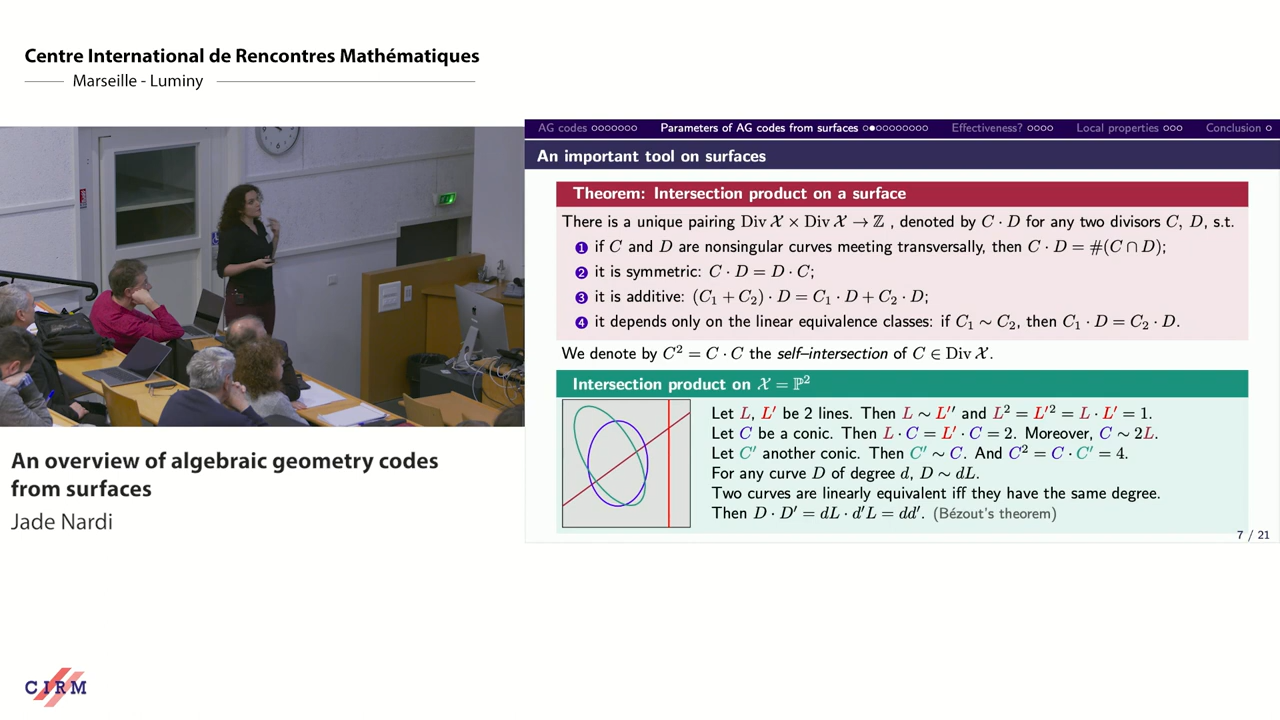 Centre International de Rencontres Mathématiques
Marseille - Luminy
AG codes Parameters of AG codes from surfaces Effectiveness? Local properties Conclusion
An important tool on surfaces
Theorem: Intersection product on a surface
There is a unique pairing Div 𝒳 × Div 𝒳 → ℤ , denoted by C · D for any two divisors C, D, s.t.
1 if C and D are nonsingular curves meeting transversally, then C · D = #(C ∩ D);
2 it is symmetric: C · D = D · C;
3 it is additive: (C₁ + C₂) · D = C₁ · D + C₂ · D;
4 it depends only on the linear equivalence classes: if C₁ ∼ C₂, then C₁ · D = C₂ · D.
We denote by C² = C · C the self–intersection of C ∈ Div 𝒳.
Intersection product on 𝒳 = ℙ²
Let L, L′ be 2 lines. Then L ∼ L′′ and L² = L′² = L · L′ = 1.
Let C be a conic. Then L · C = L′ · C = 2. Moreover, C ∼ 2L.
Let C′ another conic. Then C′ ∼ C. And C² = C · C′ = 4.
For any curve D of degree d, D ∼ dL.
Two curves are linearly equivalent iff they have the same degree.
Then D · D′ = dL · d′L = dd′. (Bézout's theorem)
7 / 21
An overview of algebraic geometry codes
from surfaces
Jade Nardi
CIRM